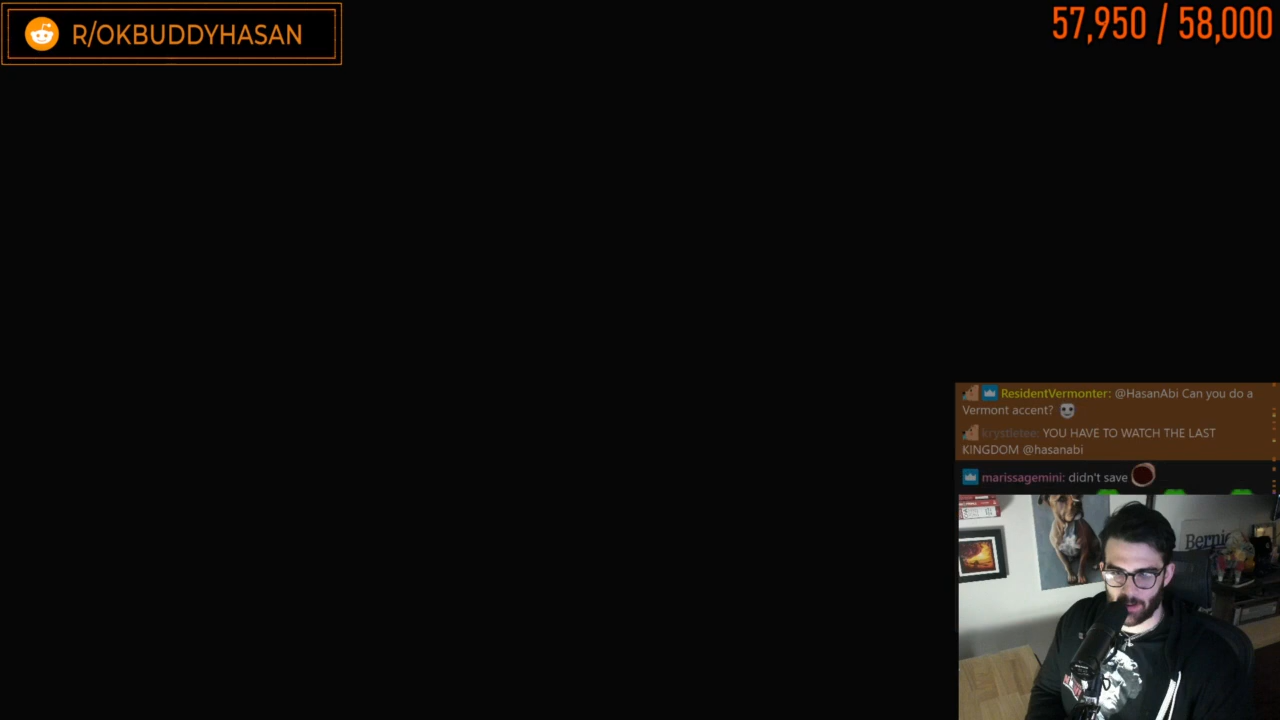 R/OKBUDDYHASAN
57,950 / 58,000
ResidentVermonter: @HasanAbi Can you do a
Vermont accent?
krystletee: YOU HAVE TO WATCH THE LAST
KINGDOM @hasanabi
marissagemini: didn't save
Bernie